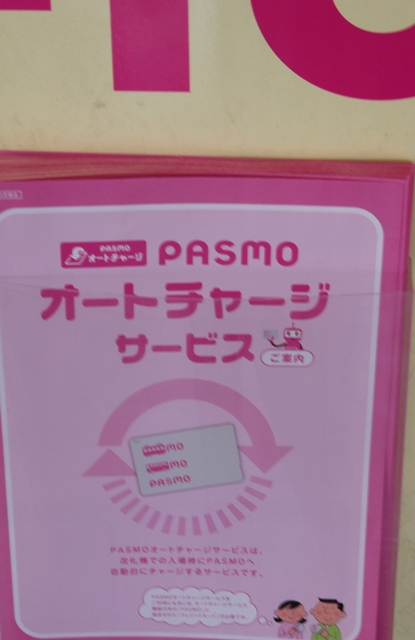 PASMO
オートチャージ
PASMO
オートチャージ
サービス
ご案内
PASMO
PASMO
PASMO
PASMOオートチャージサービスは、
改札機での入場時にPASMOへ
自動的にチャージするサービスです。